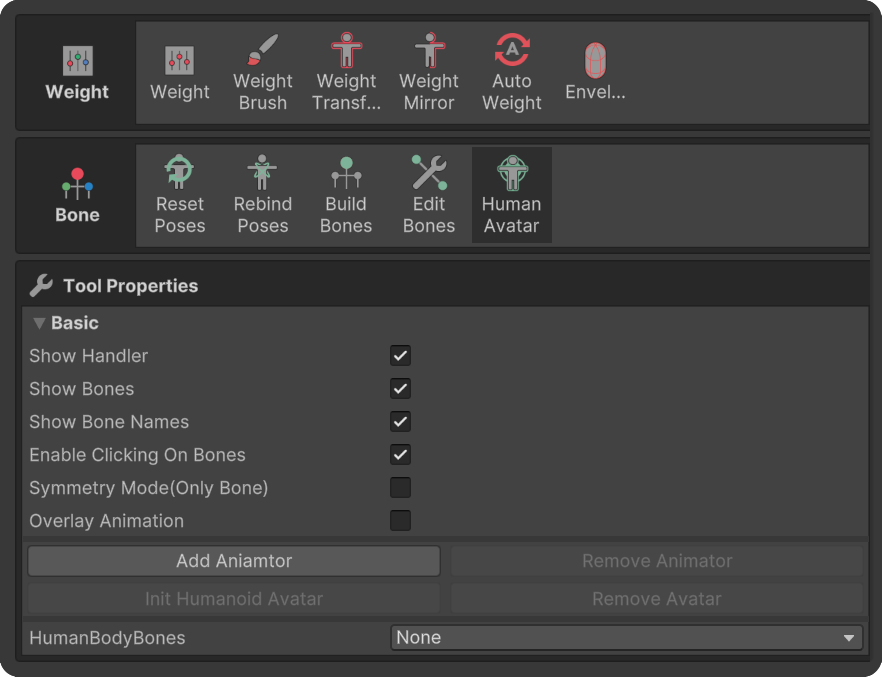 Weight
Weight
Weight Brush
Weight Transf...
Weight Mirror
A
Auto Weight
Envel...
Bone
Reset Poses
Rebind Poses
Build Bones
Edit Bones
Human Avatar
Tool Properties
Basic
Show Handler
Show Bones
Show Bone Names
Enable Clicking On Bones
Symmetry Mode(Only Bone)
Overlay Animation
Add Aniamtor
Remove Animator
Init Humanoid Avatar
Remove Avatar
HumanBodyBones
None